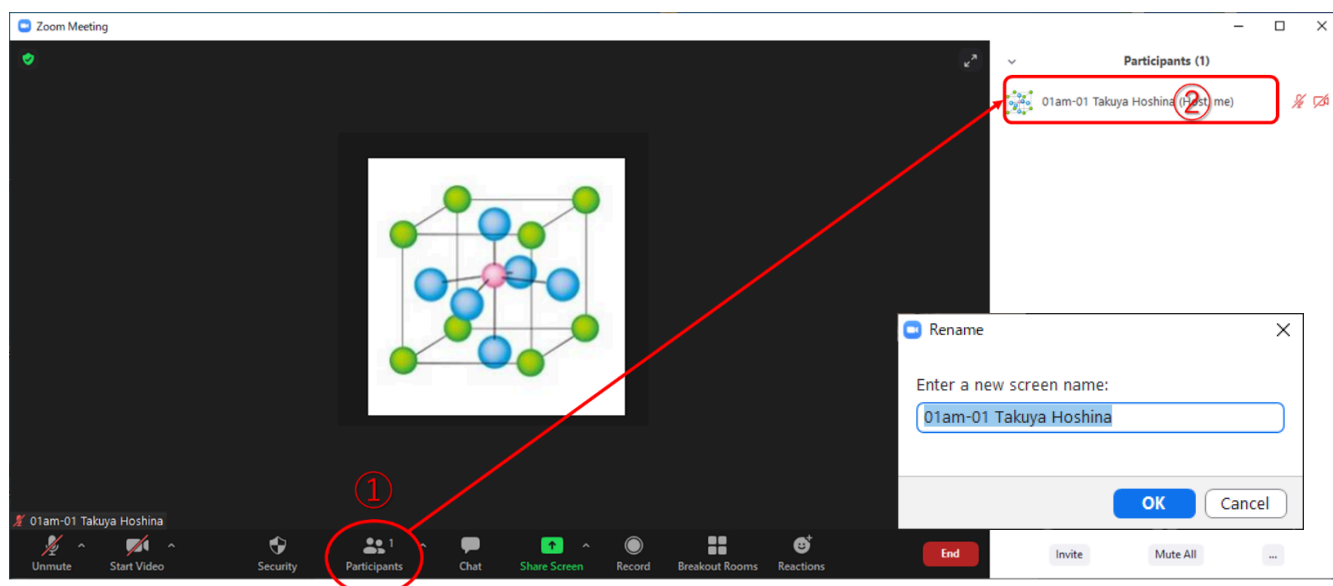 Zoom Meeting
Participants (1)
01am-01 Takuya Hoshina (Host, me)
②
Rename
Enter a new screen name:
01am-01 Takuya Hoshina
OK
Cancel
①
01am-01 Takuya Hoshina
1
Unmute
Start Video
Security
Participants
Chat
Share Screen
Record
Breakout Rooms
Reactions
End
Invite
Mute All
...